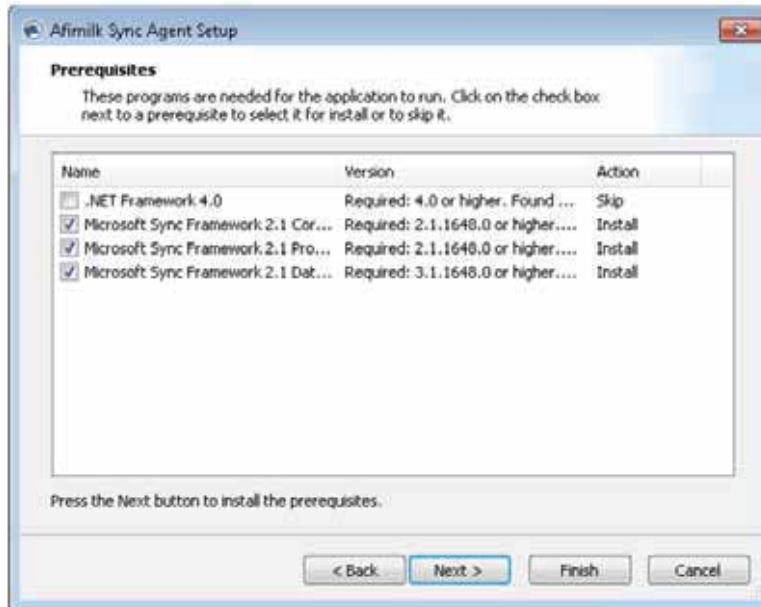 Afimilk Sync Agent Setup
Prerequisites
These programs are needed for the application to run. Click on the check box
next to a prerequisite to select it for install or to skip it.
Name Version Action
.NET Framework 4.0 Required: 4.0 or higher. Found ... Skip
Microsoft Sync Framework 2.1 Cor... Required: 2.1.1648.0 or higher.... Install
Microsoft Sync Framework 2.1 Pro... Required: 2.1.1648.0 or higher.... Install
Microsoft Sync Framework 2.1 Dat... Required: 3.1.1648.0 or higher.... Install
Press the Next button to install the prerequisites.
< Back Next > Finish Cancel